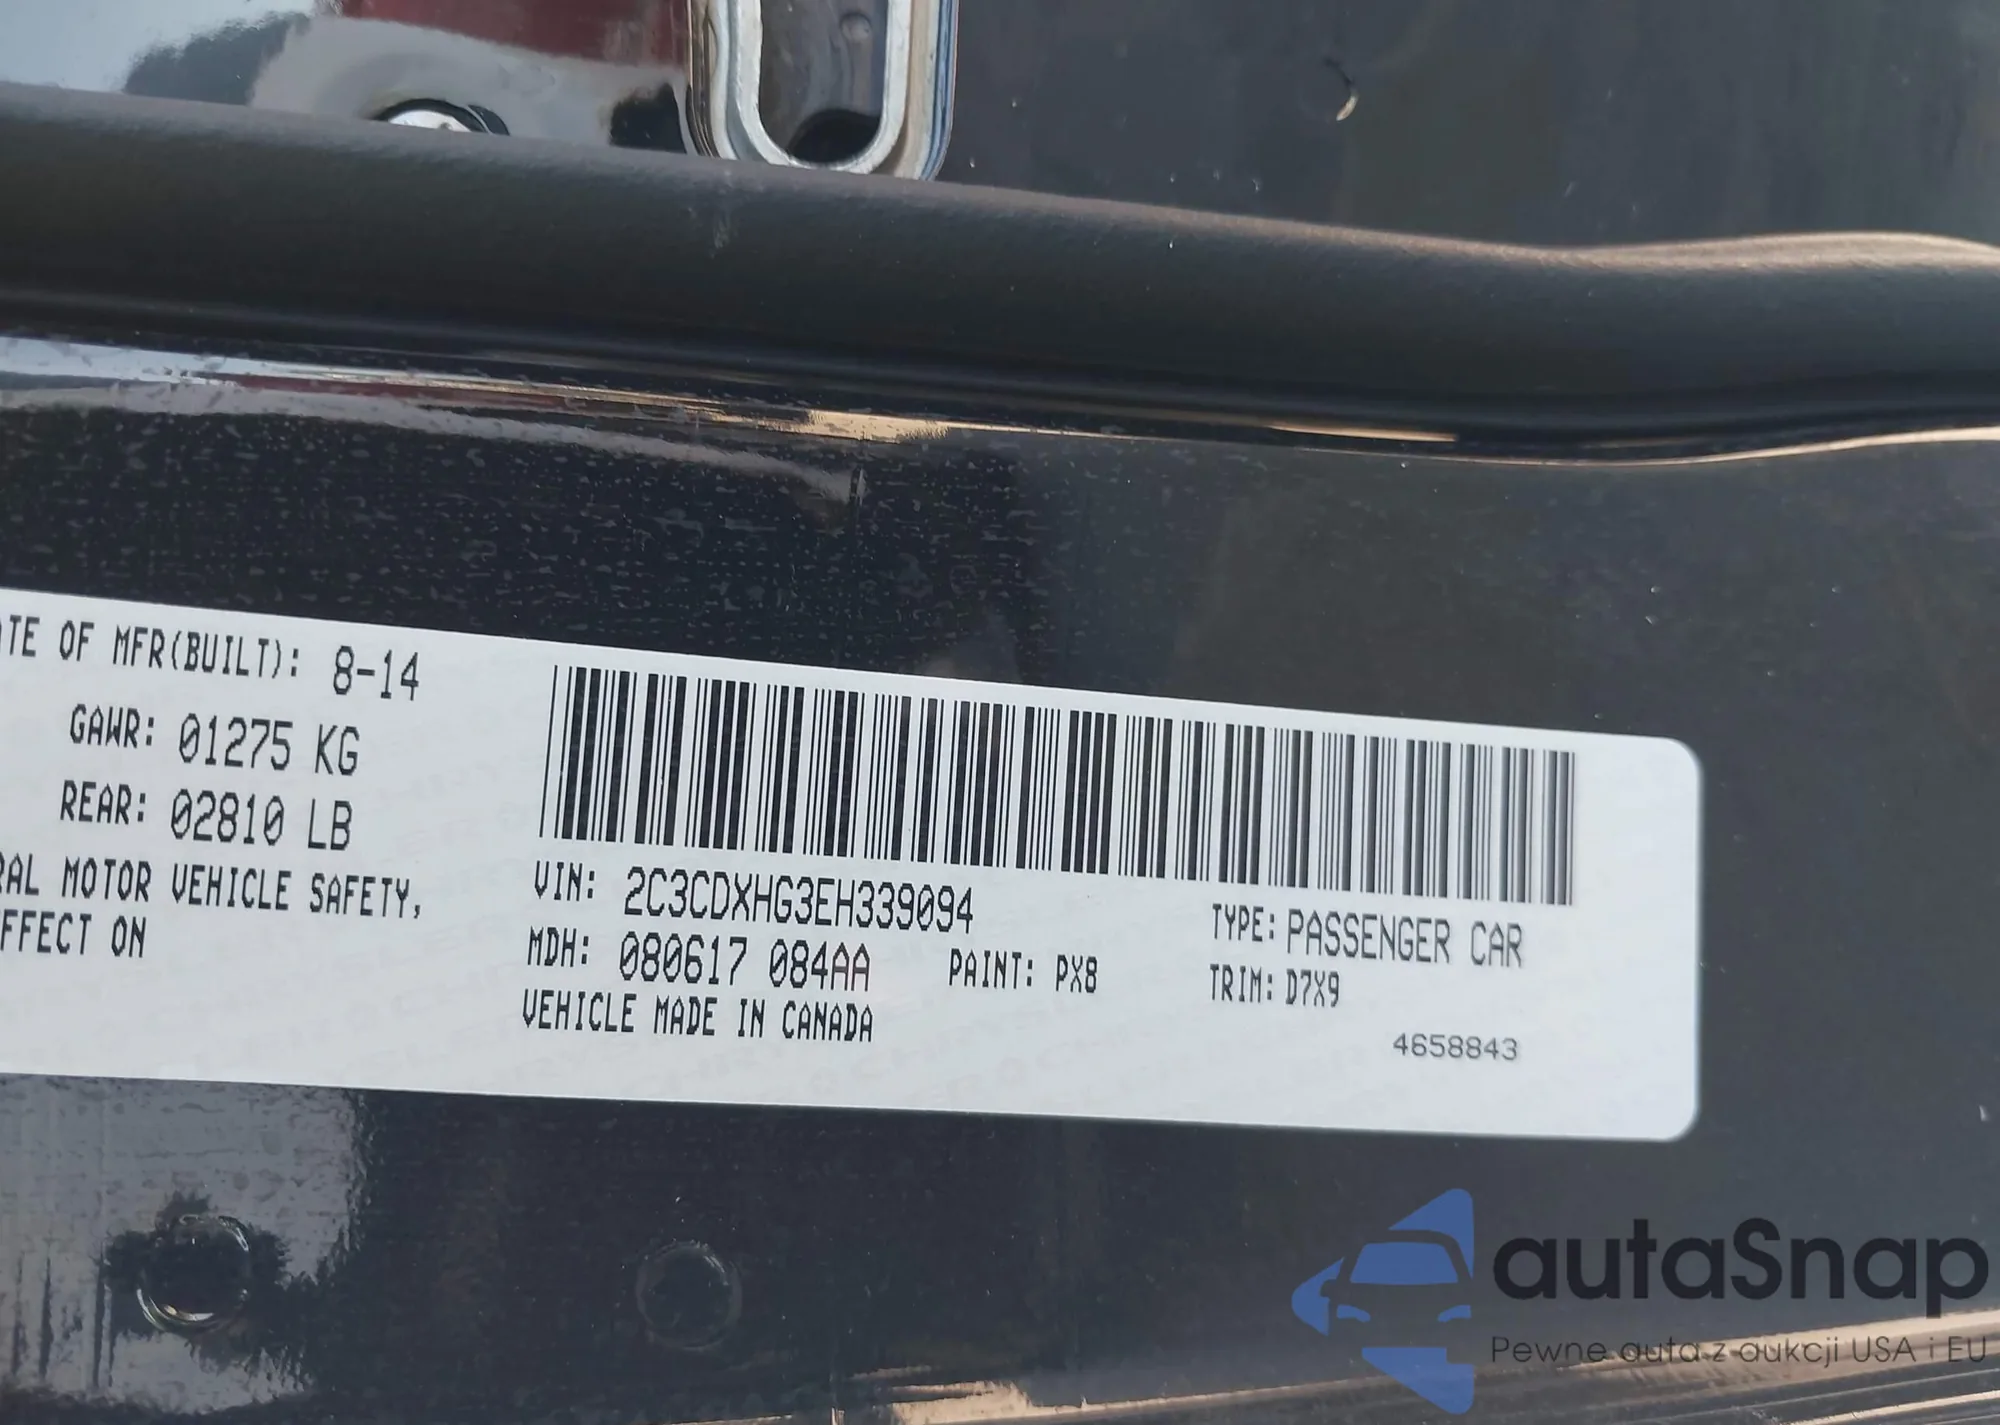 ATE OF MFR(BUILT): 8-14
GAWR: 01275 KG
REAR: 02810 LB
RAL MOTOR VEHICLE SAFETY,
FFECT ON
VIN: 2C3CDXHG3EH339094
TYPE: PASSENGER CAR
MDH: 080617 084AA
PAINT: PX8
TRIM: D7X9
VEHICLE MADE IN CANADA
4658843
autaSnap
Pewne auta z aukcji USA i EU